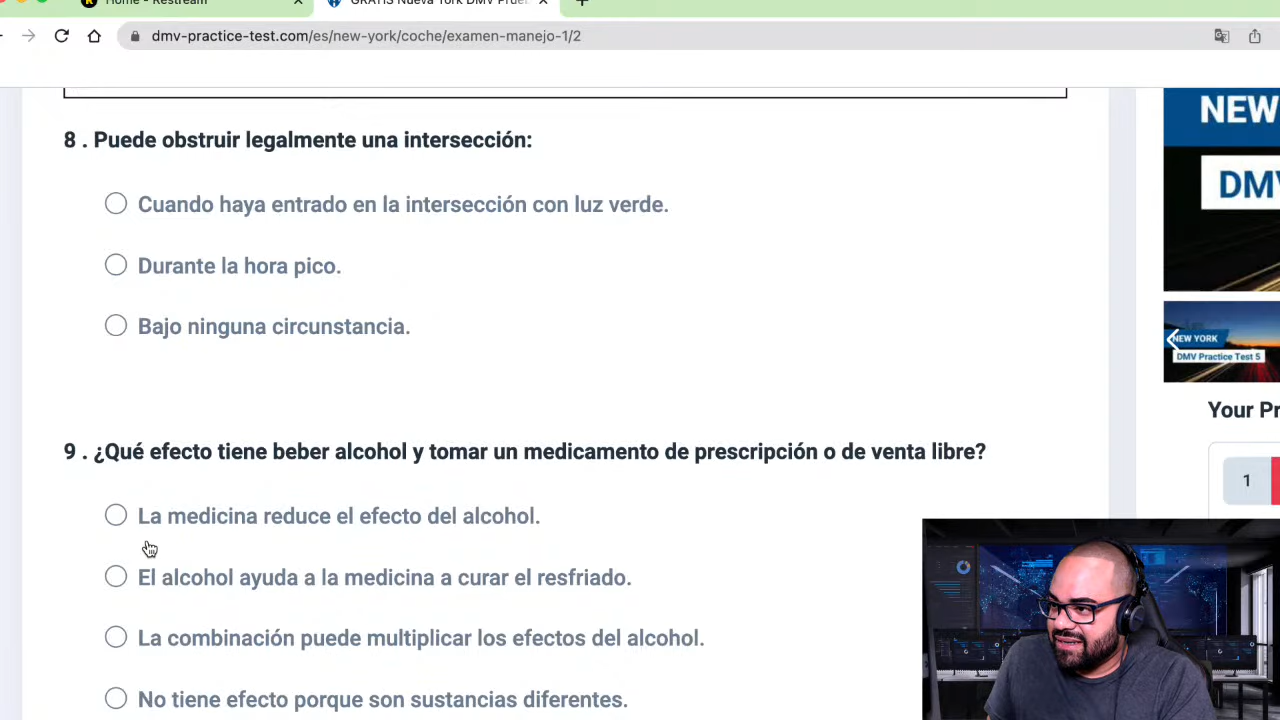 Home - Restream
GRATIS Nueva York DMV Prue
dmv-practice-test.com/es/new-york/coche/examen-manejo-1/2
8 . Puede obstruir legalmente una intersección:
Cuando haya entrado en la intersección con luz verde.
Durante la hora pico.
Bajo ninguna circunstancia.
9 . ¿Qué efecto tiene beber alcohol y tomar un medicamento de prescripción o de venta libre?
La medicina reduce el efecto del alcohol.
El alcohol ayuda a la medicina a curar el resfriado.
La combinación puede multiplicar los efectos del alcohol.
No tiene efecto porque son sustancias diferentes.
NEW
DMV
NEW YORK
DMV Practice Test 5
Your Pr
1